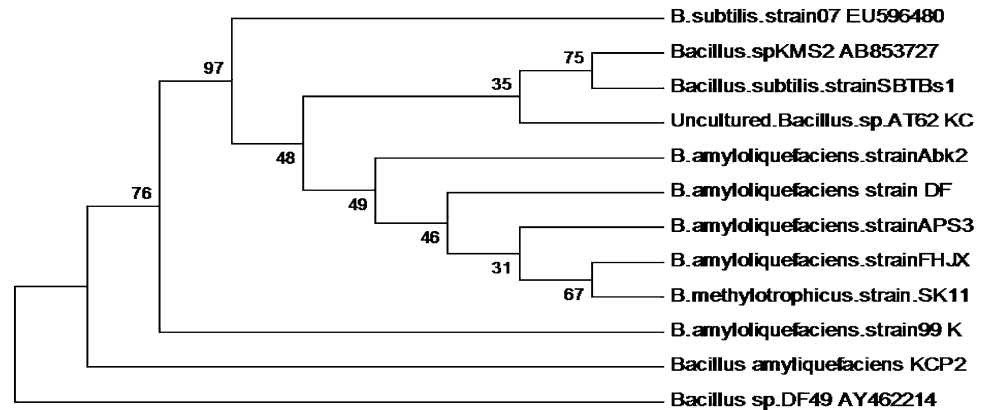 B.subtilis.strain07 EU596480
Bacillus.spKMS2 AB853727
75
97
Bacillus.subtilis.strainSBTBs1
35
Uncultured.Bacillus.sp.AT62 KC
48
B.amyloliquefaciens.strainAbk2
76
B.amyloliquefaciens strain DF
49
B.amyloliquefaciens.strainAPS3
46
B.amyloliquefaciens.strainFHJX
31
B.methylotrophicus.strain.SK11
67
B.amyloliquefaciens.strain99 K
Bacillus amyliquefaciens KCP2
Bacillus sp.DF49 AY462214